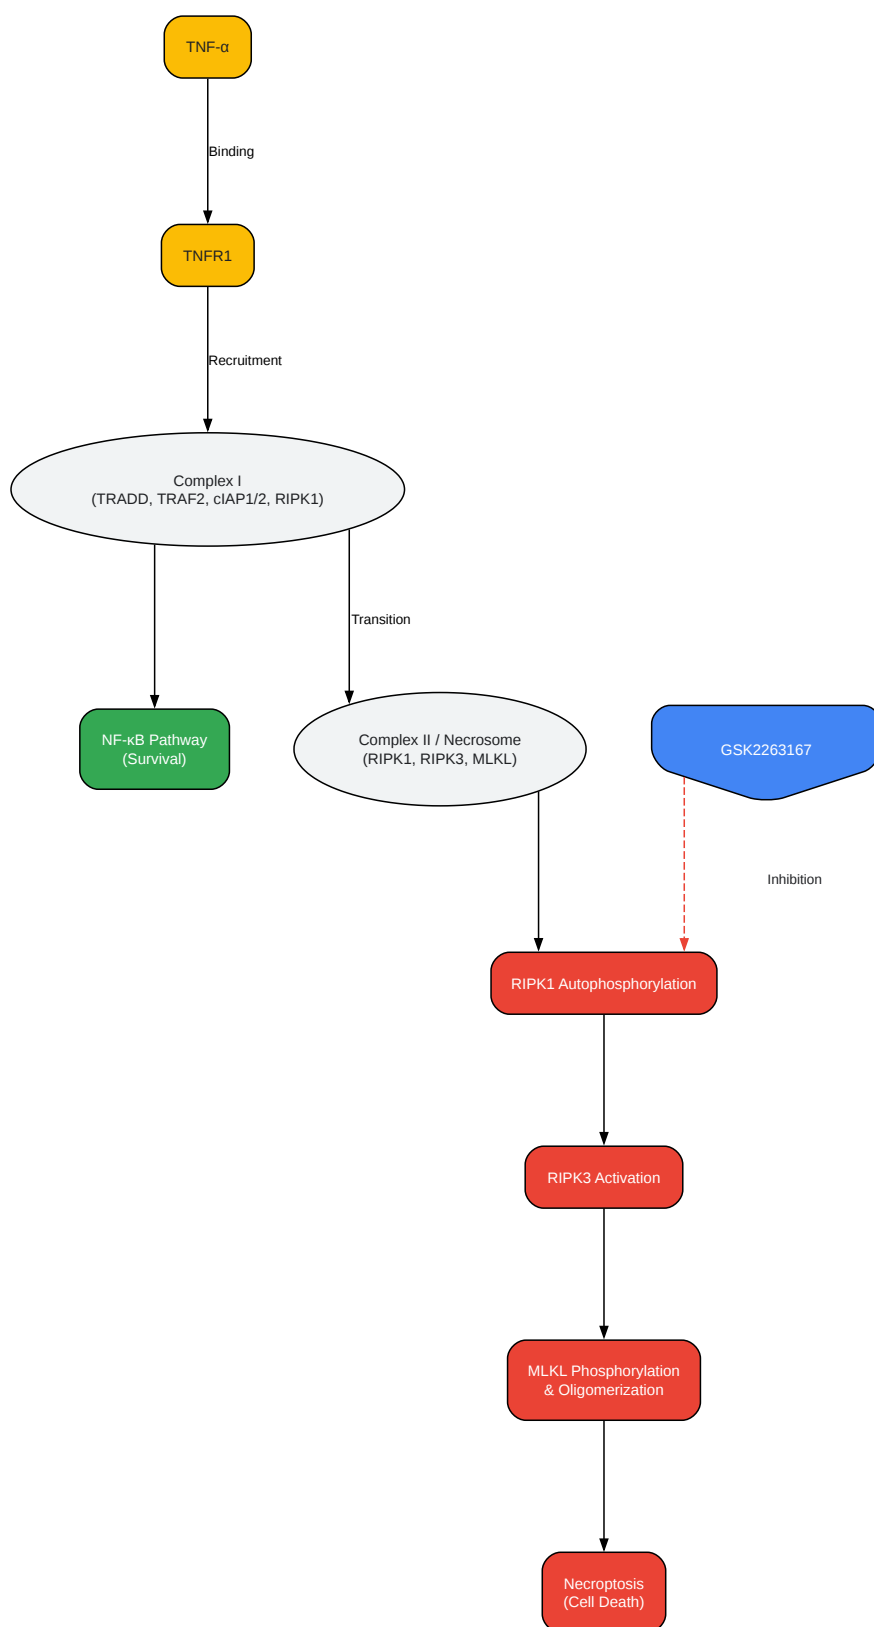 TNF-α
Binding
TNFR1
Recruitment
Complex I
(TRADD, TRAF2, cIAP1/2, RIPK1)
Transition
NF-κB Pathway
(Survival)
Complex II / Necrosome
(RIPK1, RIPK3, MLKL)
GSK2263167
Inhibition
RIPK1 Autophosphorylation
RIPK3 Activation
MLKL Phosphorylation
& Oligomerization
Necroptosis
(Cell Death)